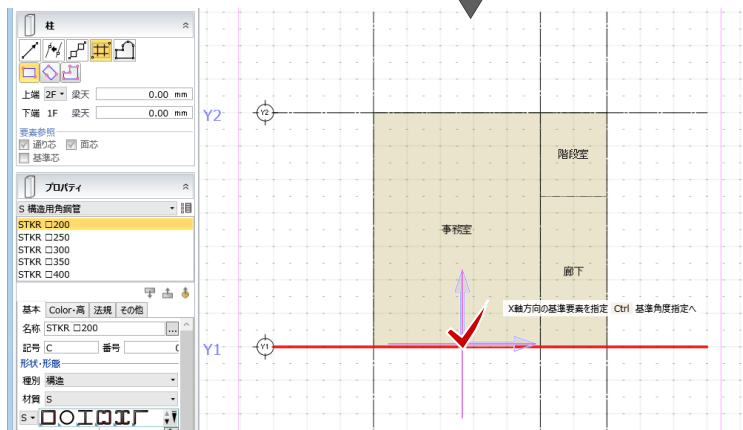 柱
上端 2F 梁天 0.00 mm
下端 1F 梁天 0.00 mm
要素参照
通り芯 面芯
基準芯
プロパティ
S 構造用角鋼管
STKR □200
STKR □250
STKR □300
STKR □350
STKR □400
基本 Color・高 法規 その他
名称 STKR □200 ...
記号 C 番号
形状・形態
種別 構造
材質 S
S
Y2 Y2
階段室
事務室
廊下
X軸方向の基準要素を指定 Ctrl 基準角度指定へ
Y1 Y1